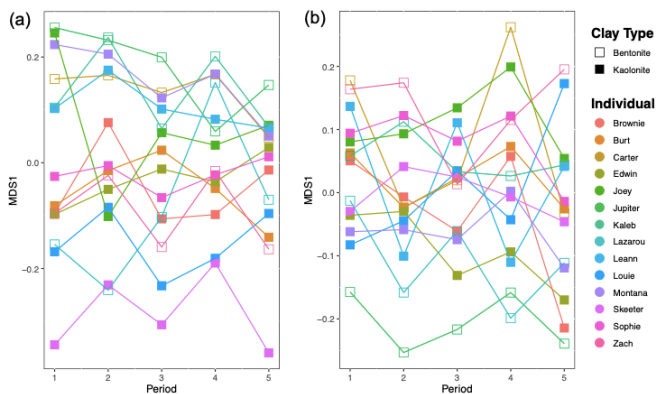 (a)
(b)
MDS1
0.2
0.0
−0.2
1 2 3 4 5
Period
MDS1
0.2
0.1
0.0
−0.1
−0.2
1 2 3 4 5
Period
Clay Type
Bentonite
Kaolonite
Individual
Brownie
Burt
Carter
Edwin
Joey
Jupiter
Kaleb
Lazarou
Leann
Louie
Montana
Skeeter
Sophie
Zach